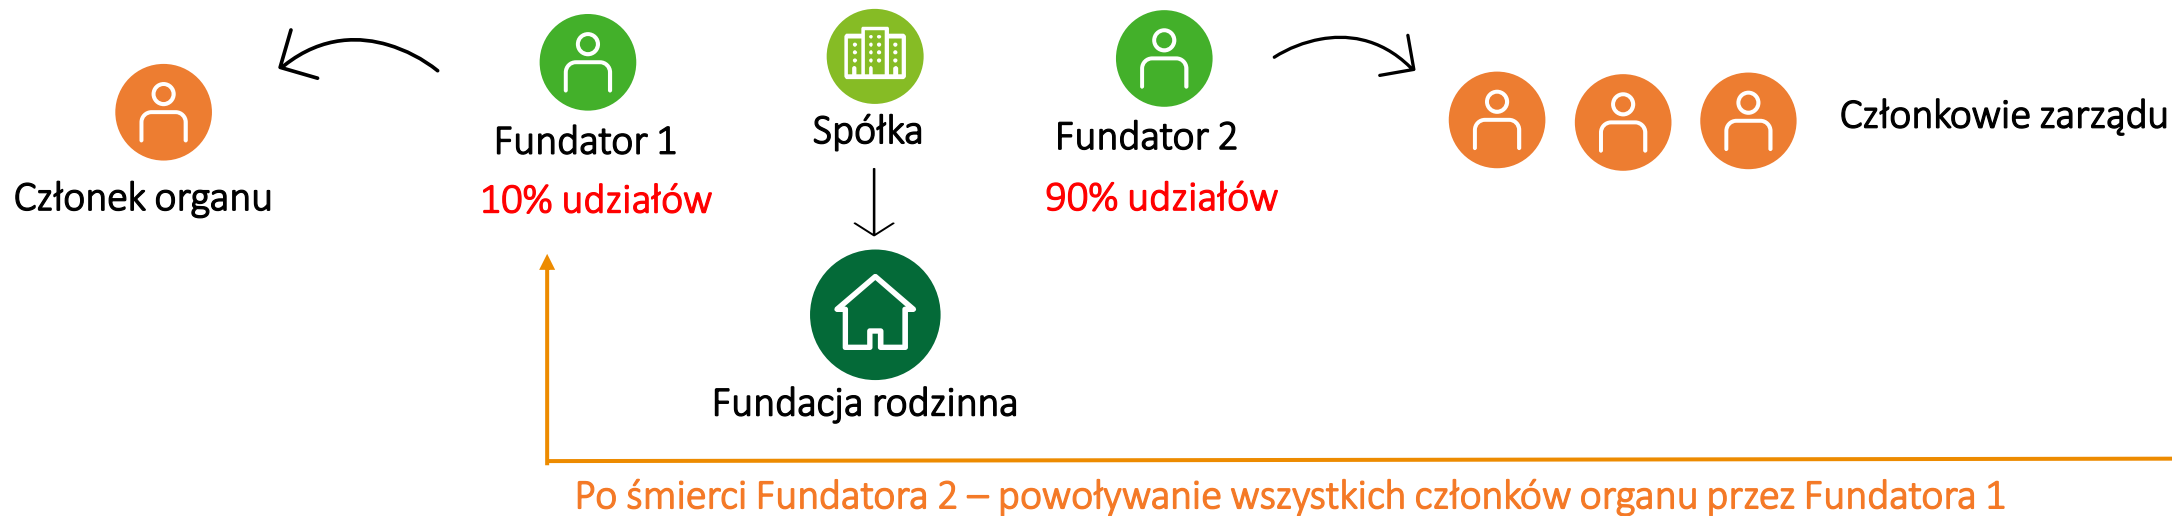 Członek organu
Fundator 1
10% udziałów
Spółka
Fundacja rodzinna
Fundator 2
90% udziałów
Członkowie zarządu
Po śmierci Fundatora 2 – powoływanie wszystkich członków organu przez Fundatora 1